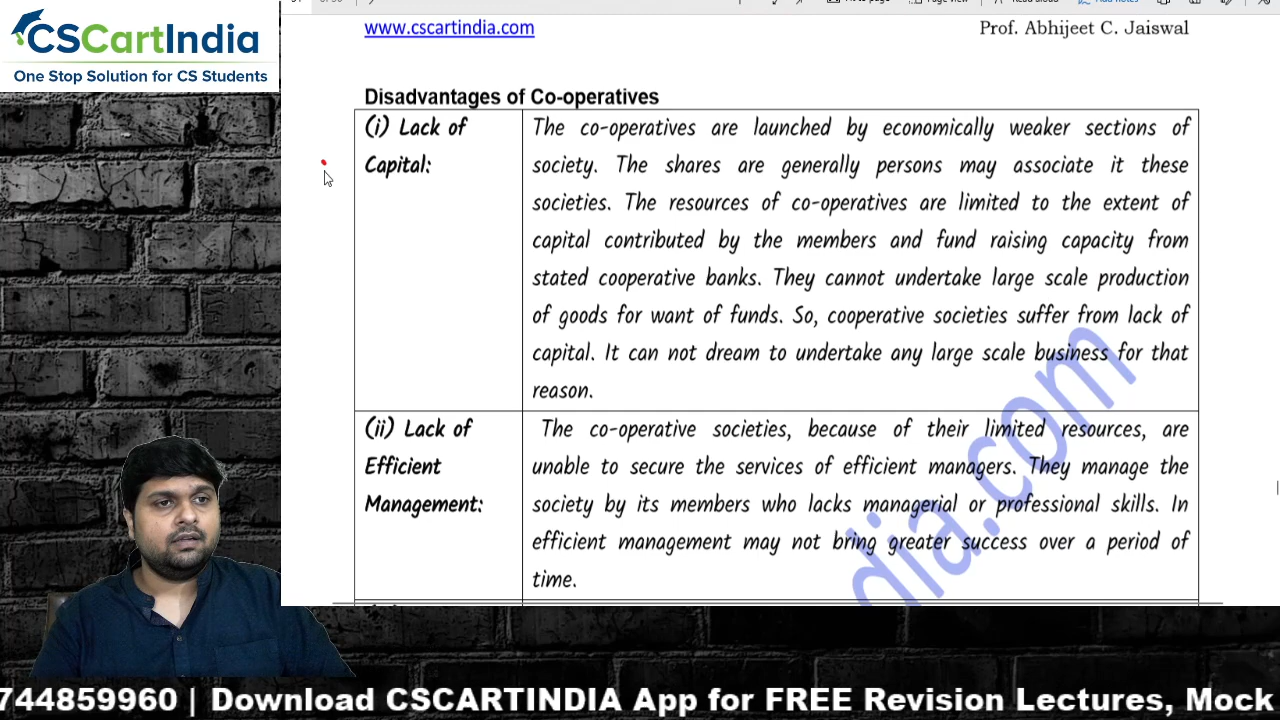 CSCartIndia
One Stop Solution for CS Students
www.cscartindia.com
Prof. Abhijeet C. Jaiswal
Disadvantages of Co-operatives
(i) Lack of
Capital:
The co-operatives are launched by economically weaker sections of
society. The shares are generally persons may associate it these
societies. The resources of co-operatives are limited to the extent of
capital contributed by the members and fund raising capacity from
stated cooperative banks. They cannot undertake large scale production
of goods for want of funds. So, cooperative societies suffer from lack of
capital. It can not dream to undertake any large scale business for that
reason.
(ii) Lack of
Efficient
Management:
The co-operative societies, because of their limited resources, are
unable to secure the services of efficient managers. They manage the
society by its members who lacks managerial or professional skills. In
efficient management may not bring greater success over a period of
time.
dia.com
744859960 | Download CSCARTINDIA App for FREE Revision Lectures, Mock